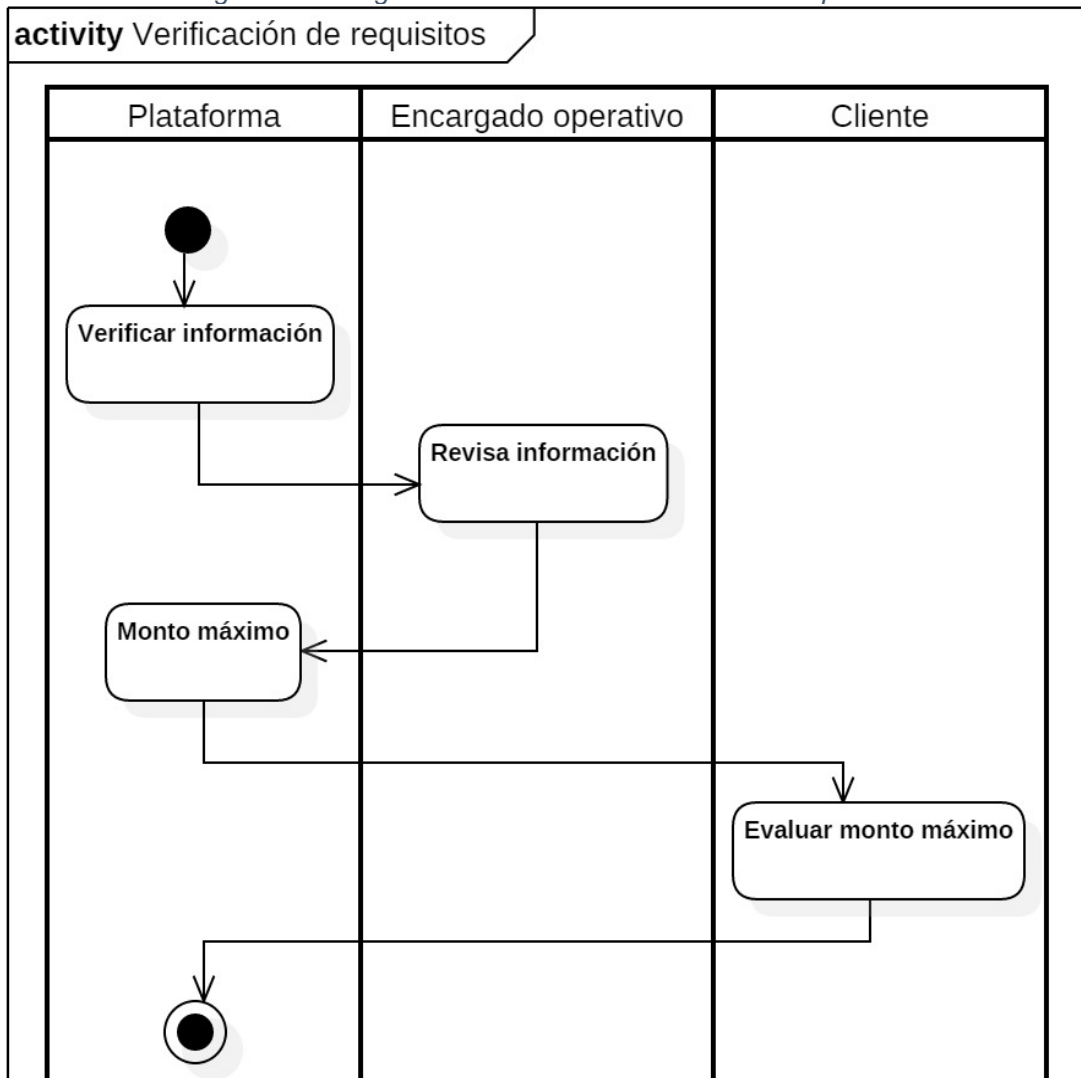 activity Verificación de requisitos
Plataforma
Encargado operativo
Cliente
Verificar información
Revisa información
Monto máximo
Evaluar monto máximo